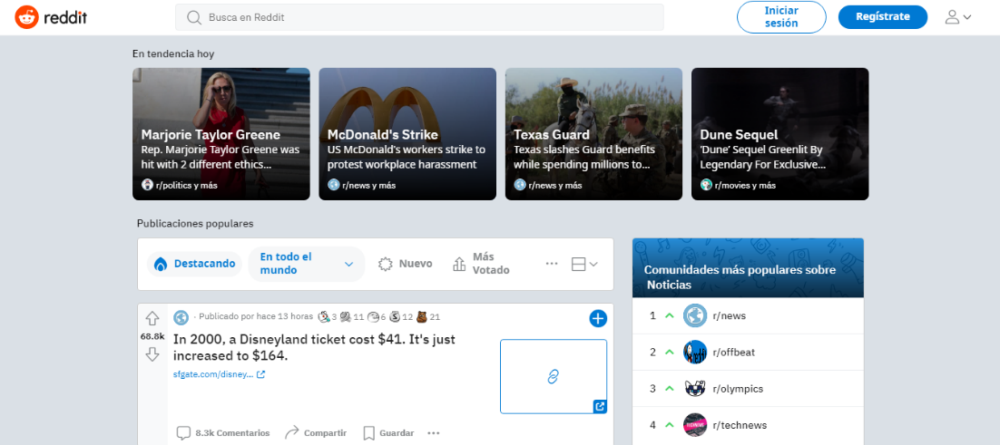 reddit
Busca en Reddit
Iniciar
sesión
Regístrate
En tendencia hoy
Marjorie Taylor Greene
Rep. Marjorie Taylor Greene was
hit with 2 different ethics...
r/politics y más
McDonald's Strike
US McDonald's workers strike to
protest workplace harassment
r/news y más
Texas Guard
Texas slashes Guard benefits
while spending millions to...
r/news y más
Dune Sequel
‘Dune’ Sequel Greenlit By
Legendary For Exclusive...
r/movies y más
Publicaciones populares
Destacando
En todo el
mundo
Nuevo
Más
Votado
68.8k
· Publicado por hace 13 horas 3 11 6 12 21
In 2000, a Disneyland ticket cost $41. It's just
increased to $164.
sfgate.com/disney...
8.3k Comentarios
Compartir
Guardar
Comunidades más populares sobre
Noticias
1 r/news
2 r/offbeat
3 r/olympics
4 TECHNEWS r/technews